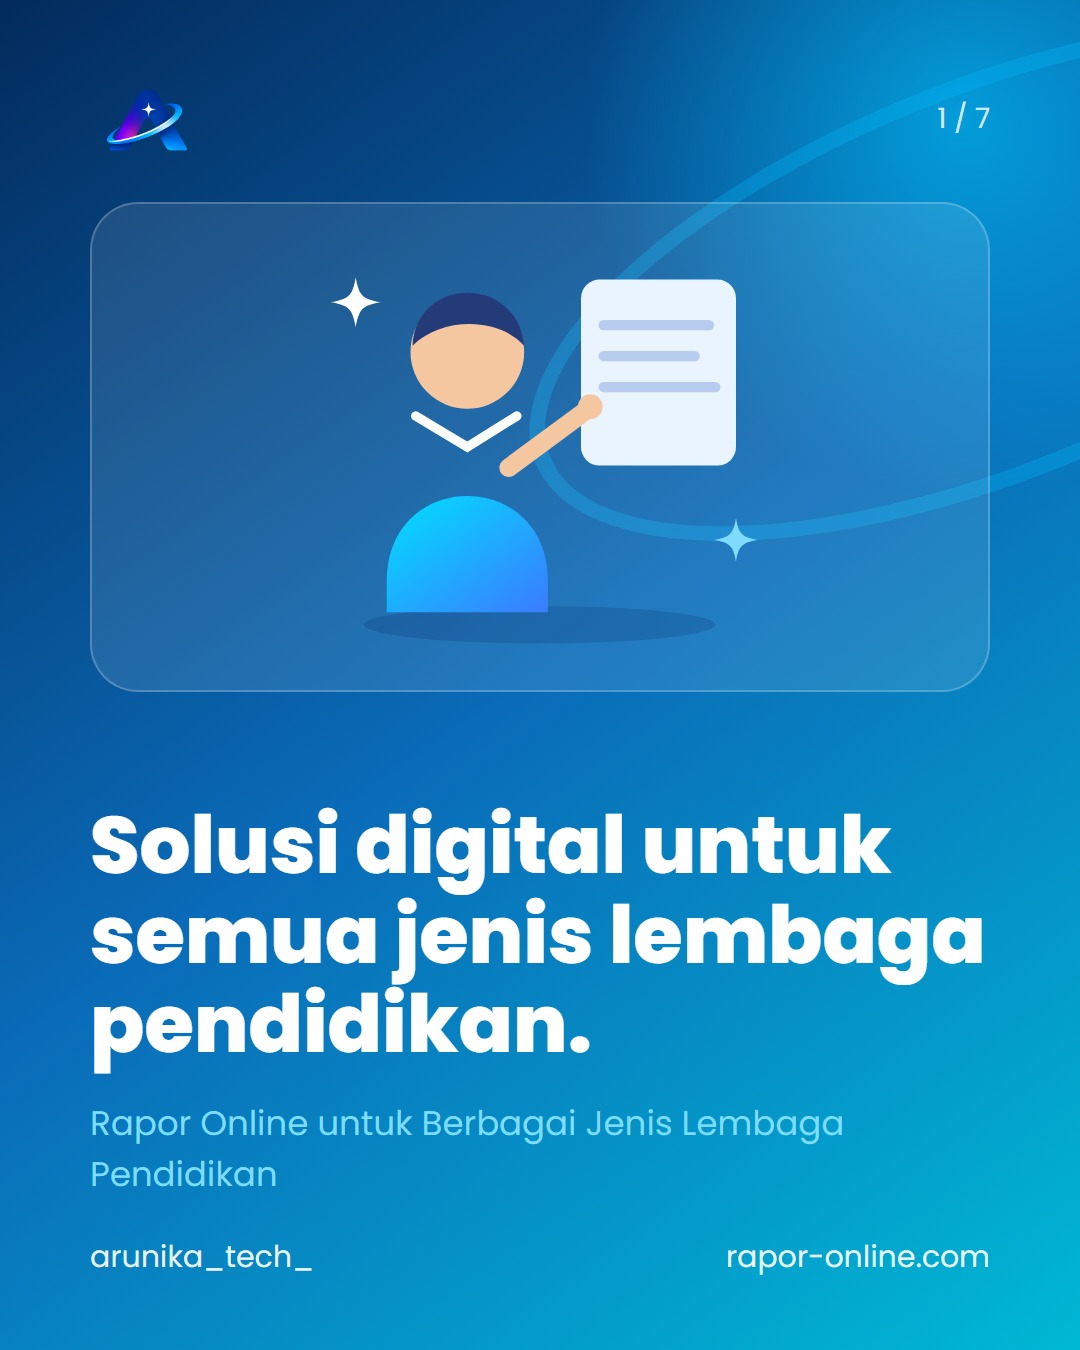 1 / 7
Solusi digital untuk
semua jenis lembaga
pendidikan.
Rapor Online untuk Berbagai Jenis Lembaga
Pendidikan
arunika_tech_
rapor-online.com